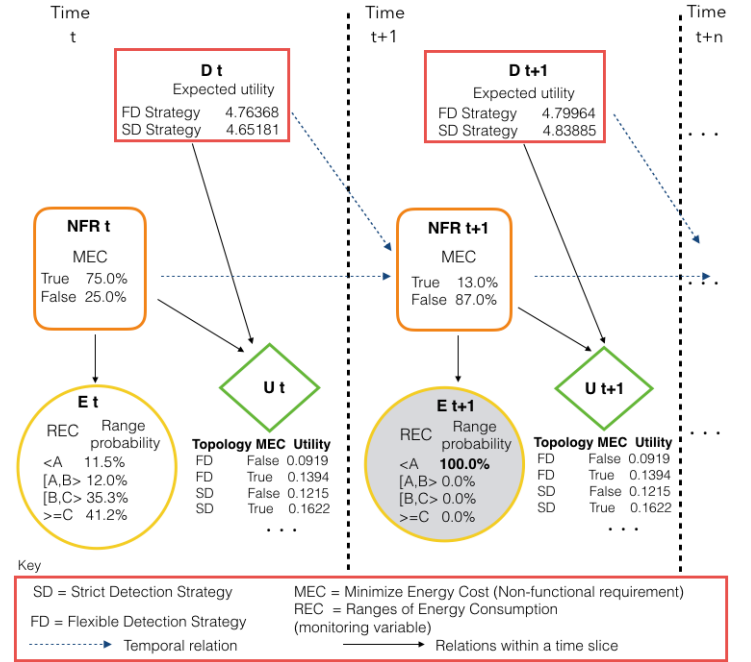 Time
t
Time
t+1
Time
t+n
D t
Expected utility
FD Strategy 4.76368
SD Strategy 4.65181
D t+1
Expected utility
FD Strategy 4.79964
SD Strategy 4.83885
. . .
NFR t
MEC
True 75.0%
False 25.0%
NFR t+1
MEC
True 13.0%
False 87.0%
. . .
E t
REC Range
probability
<A 11.5%
[A,B> 12.0%
[B,C> 35.3%
>=C 41.2%
U t
Topology MEC Utility
FD False 0.0919
FD True 0.1394
SD False 0.1215
SD True 0.1622
. . .
E t+1
REC Range
probability
<A 100.0%
[A,B> 0.0%
[B,C> 0.0%
>=C 0.0%
U t+1
Topology MEC Utility
FD False 0.0919
FD True 0.1394
SD False 0.1215
SD True 0.1622
. . .
. . .
Key
SD = Strict Detection Strategy
FD = Flexible Detection Strategy
MEC = Minimize Energy Cost (Non-functional requirement)
REC = Ranges of Energy Consumption
(monitoring variable)
Temporal relation
Relations within a time slice